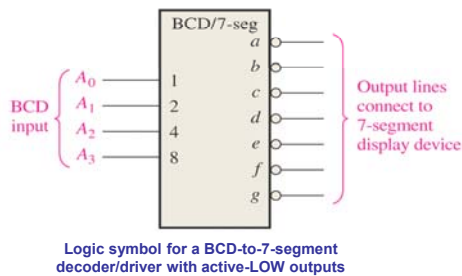 BCD/7-seg
a
b
c
d
e
f
g
A0
A1
A2
A3
1
2
4
8
BCD
input
Output lines
connect to
7-segment
display device
Logic symbol for a BCD-to-7-segment
decoder/driver with active-LOW outputs